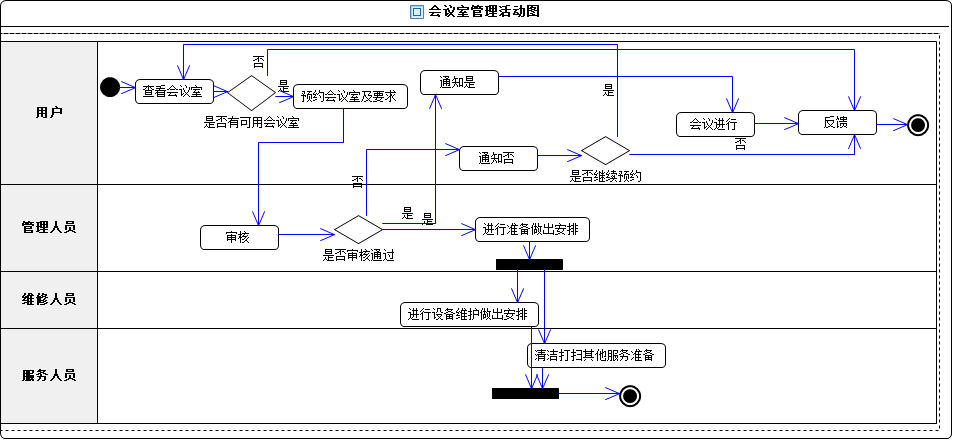 会议室管理活动图
用户
查看会议室
否
是
是否有可用会议室
预约会议室及要求
通知是
是
会议进行
反馈
否
通知否
是否继续预约
否
管理人员
审核
是否审核通过
是
是
进行准备做出安排
维修人员
进行设备维护做出安排
服务人员
清洁打扫其他服务准备